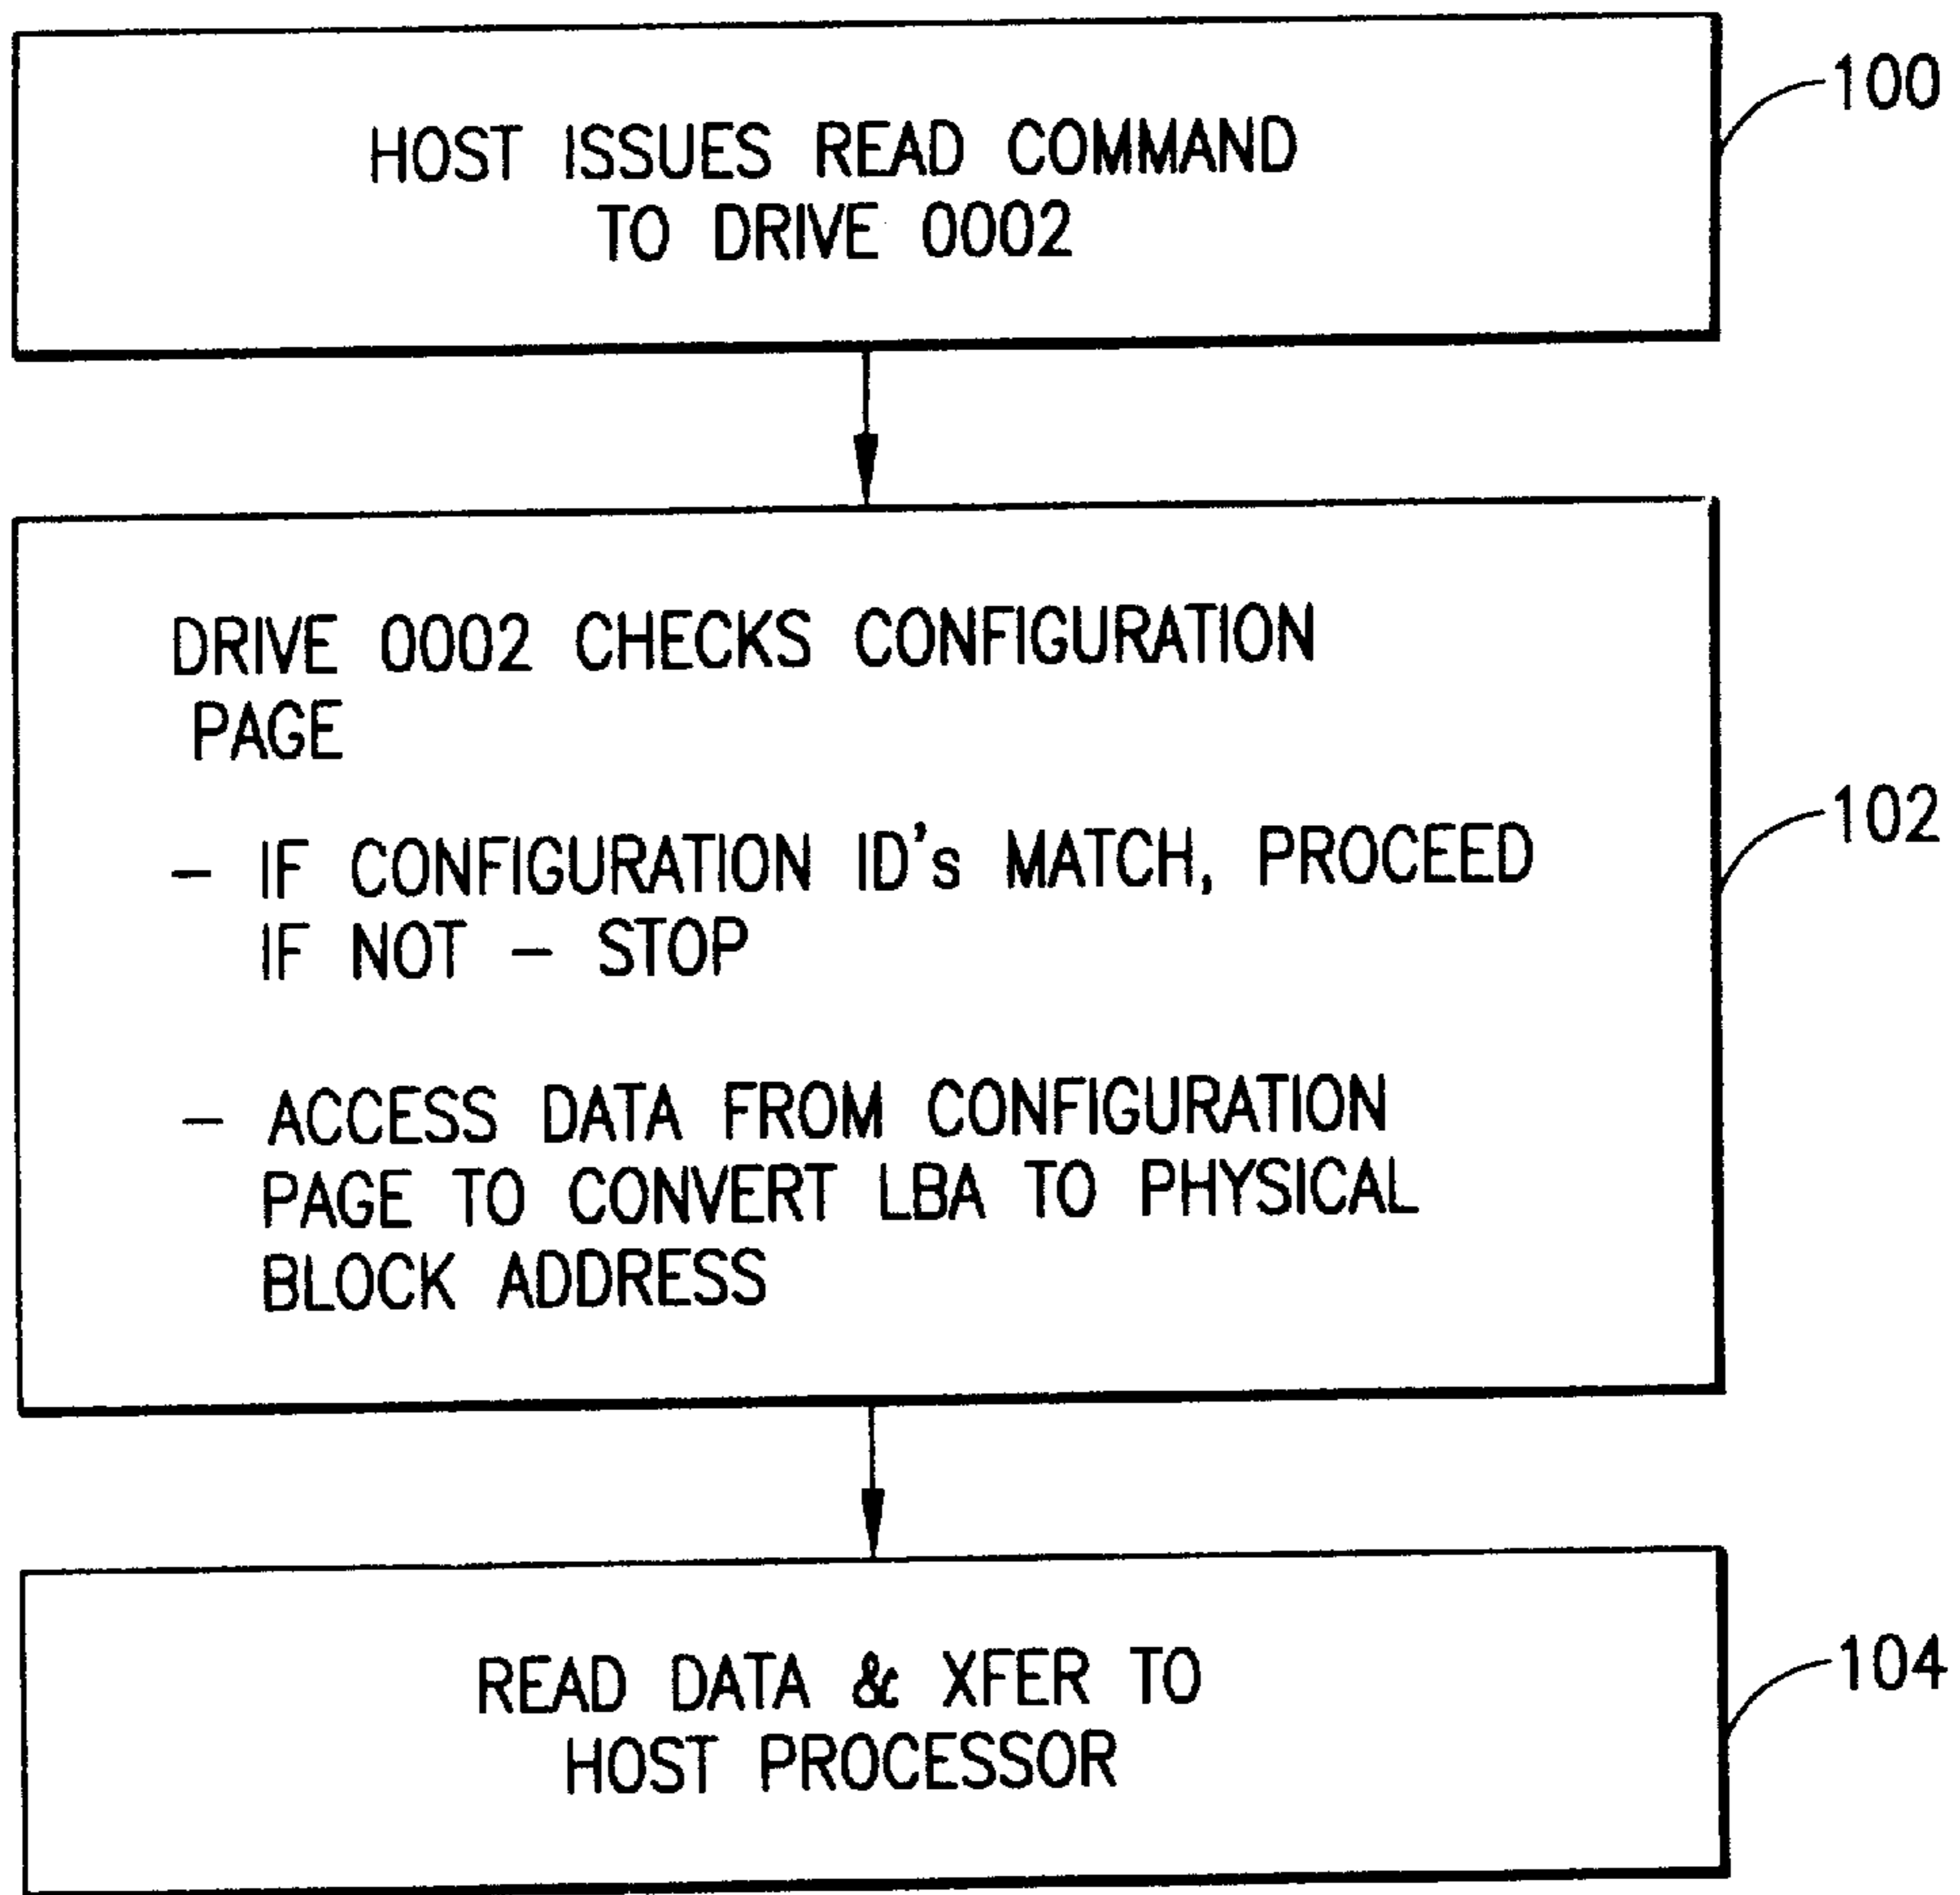 HOST ISSUES READ COMMAND
TO DRIVE 0002
100
DRIVE 0002 CHECKS CONFIGURATION
PAGE
– IF CONFIGURATION ID's MATCH, PROCEED
IF NOT – STOP
– ACCESS DATA FROM CONFIGURATION
PAGE TO CONVERT LBA TO PHYSICAL
BLOCK ADDRESS
102
READ DATA & XFER TO
HOST PROCESSOR
104